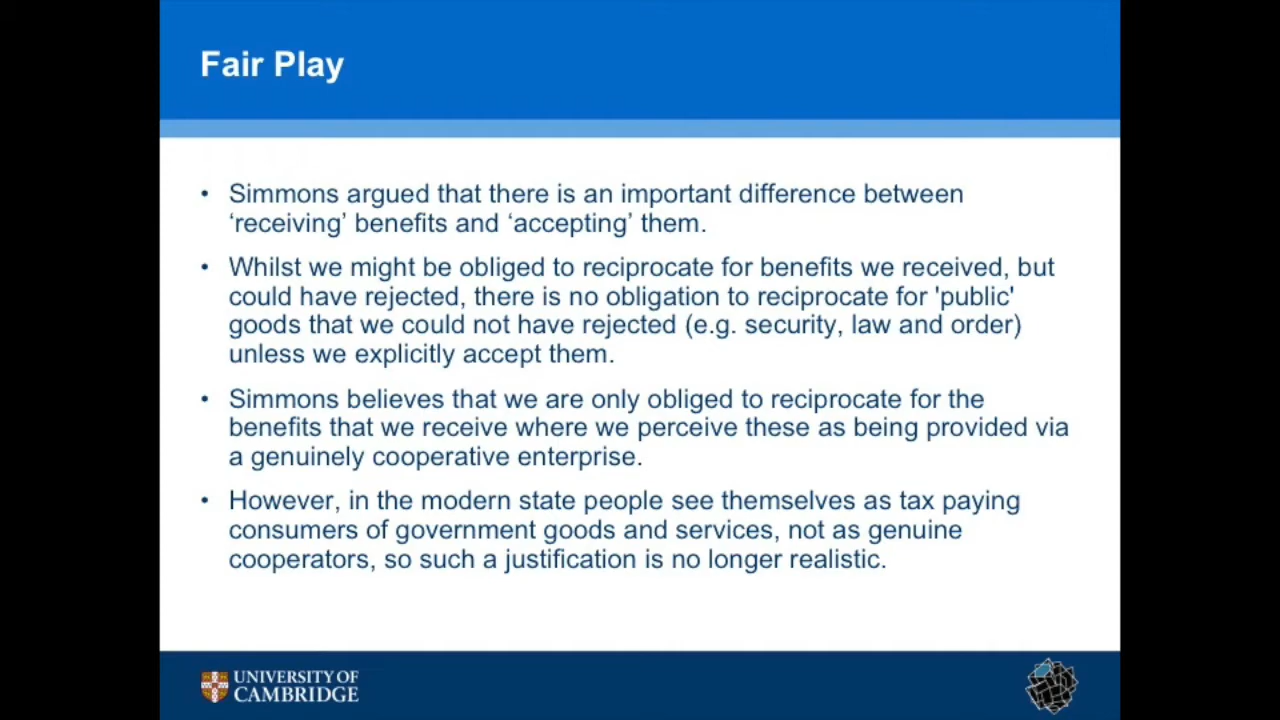 Fair Play
• Simmons argued that there is an important difference between
‘receiving’ benefits and ‘accepting’ them.
• Whilst we might be obliged to reciprocate for benefits we received, but
could have rejected, there is no obligation to reciprocate for 'public'
goods that we could not have rejected (e.g. security, law and order)
unless we explicitly accept them.
• Simmons believes that we are only obliged to reciprocate for the
benefits that we receive where we perceive these as being provided via
a genuinely cooperative enterprise.
• However, in the modern state people see themselves as tax paying
consumers of government goods and services, not as genuine
cooperators, so such a justification is no longer realistic.
UNIVERSITY OF
CAMBRIDGE